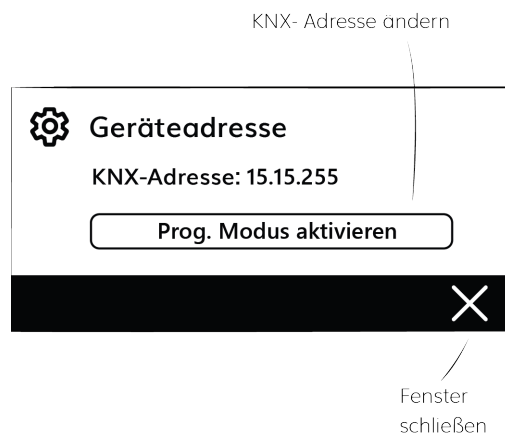 KNX- Adresse ändern
Geräteadresse
KNX-Adresse: 15.15.255
Prog. Modus aktivieren
Fenster
schließen